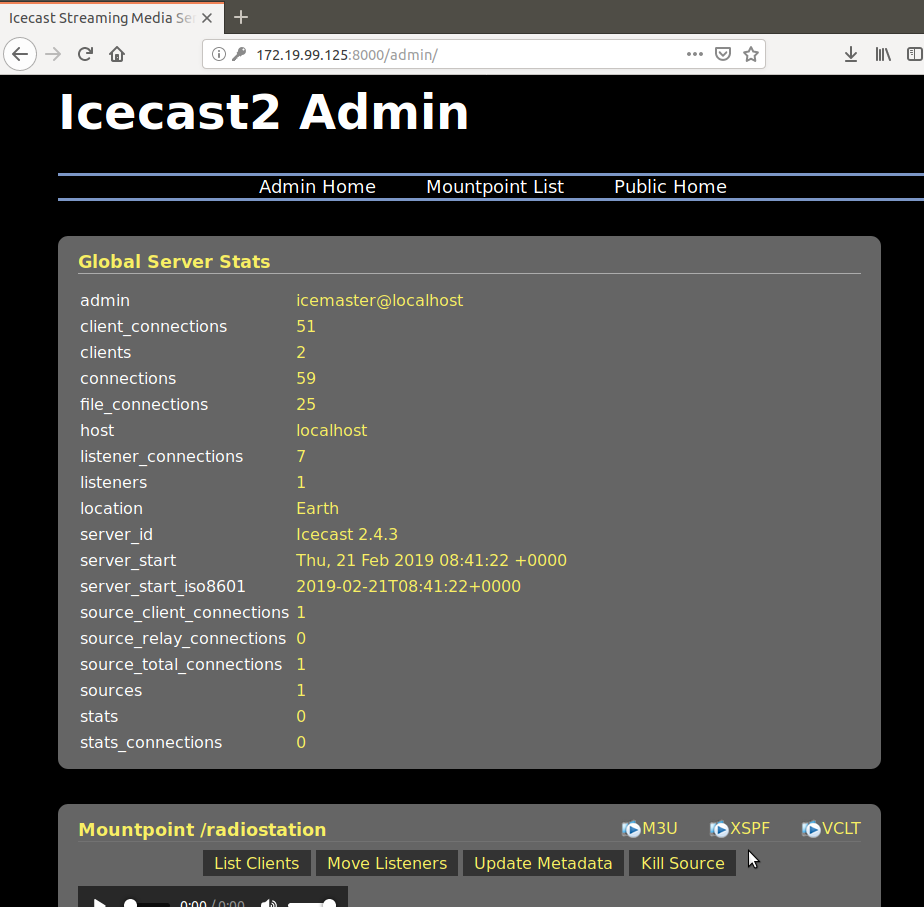 Icecast Streaming Media Se
172.19.99.125:8000/admin/
Icecast2 Admin
Admin Home Mountpoint List Public Home
Global Server Stats
admin icemaster@localhost
client_connections 51
clients 2
connections 59
file_connections 25
host localhost
listener_connections 7
listeners 1
location Earth
server_id Icecast 2.4.3
server_start Thu, 21 Feb 2019 08:41:22 +0000
server_start_iso8601 2019-02-21T08:41:22+0000
source_client_connections 1
source_relay_connections 0
source_total_connections 1
sources 1
stats 0
stats_connections 0
Mountpoint /radiostation M3U XSPF VCLT
List Clients Move Listeners Update Metadata Kill Source
0:00 / 0:00